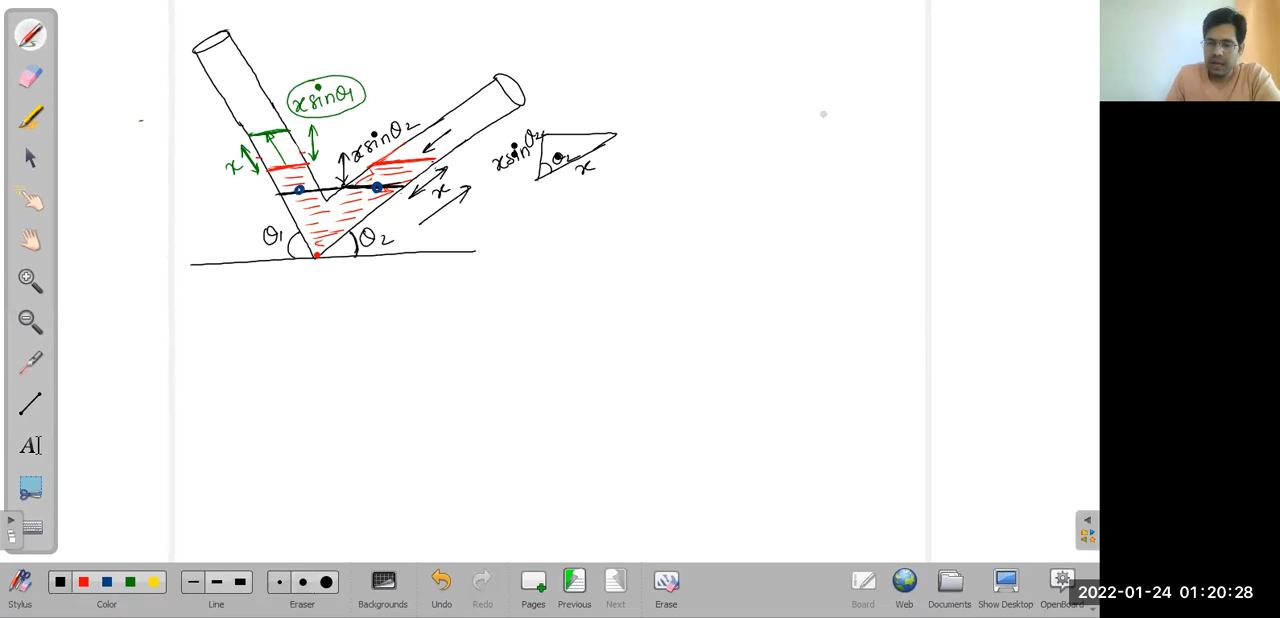 x sinθ1
x sinθ2
x
x
x sinθ2
θ2
x
θ1
θ2
A
Stylus
Color
Line
Eraser
Backgrounds
Undo
Redo
Pages
Previous
Next
Erase
Board
Web
Documents
Show Desktop
OpenBoard
2022-01-24 01:20:28